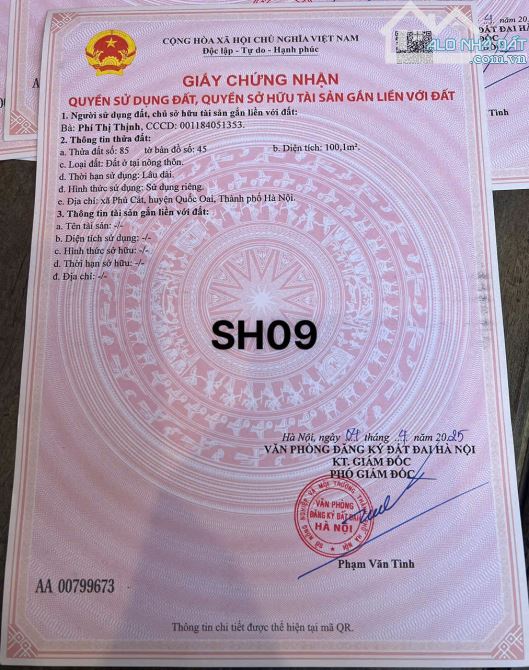 CỘNG HÒA XÃ HỘI CHỦ NGHĨA VIỆT NAM
Độc lập - Tự do - Hạnh phúc
ALO NHÀ ĐẤT
.com.vn
GIẤY CHỨNG NHẬN
QUYỀN SỬ DỤNG ĐẤT, QUYỀN SỞ HỮU TÀI SẢN GẮN LIỀN VỚI ĐẤT
1. Người sử dụng đất, chủ sở hữu tài sản gắn liền với đất:
Bà: Phí Thị Thịnh, CCCD: 001184051353.
2. Thông tin thửa đất:
a. Thửa đất số: 85 tờ bản đồ số: 45 b. Diện tích: 100,1m².
c. Loại đất: Đất ở tại nông thôn.
d. Thời hạn sử dụng: Lâu dài.
đ. Hình thức sử dụng: Sử dụng riêng.
e. Địa chỉ: xã Phú Cát, huyện Quốc Oai, Thành phố Hà Nội.
3. Thông tin tài sản gắn liền với đất:
a. Tên tài sản: -/-
b. Diện tích sử dụng: -/-
c. Hình thức sở hữu: -/-
d. Thời hạn sở hữu: -/-
đ. Địa chỉ: -/-
SH09
Hà Nội, ngày 04 tháng 4 năm 2025
VĂN PHÒNG ĐĂNG KÝ ĐẤT ĐAI HÀ NỘI
KT. GIÁM ĐỐC
PHÓ GIÁM ĐỐC
VĂN PHÒNG
ĐĂNG KÝ ĐẤT ĐAI
HÀ NỘI
Phạm Văn Tình
AA 00799673
Thông tin chi tiết được thể hiện tại mã QR.